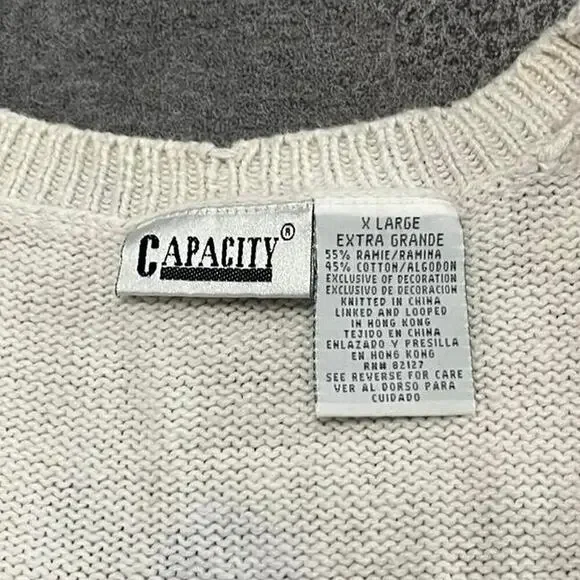 CAPACITY®
X LARGE
EXTRA GRANDE
55% RAMIE/RAMINA
45% COTTON/ALGODON
EXCLUSIVE OF DECORATION
EXCLUSIVO DE DECORACION
KNITTED IN CHINA
LINKED AND LOOPED
IN HONG KONG
TEJIDO EN CHINA
ENLAZADO Y PRESILLA
EN HONG KONG
RN# 82127
SEE REVERSE FOR CARE
VER AL DORSO PARA
CUIDADO